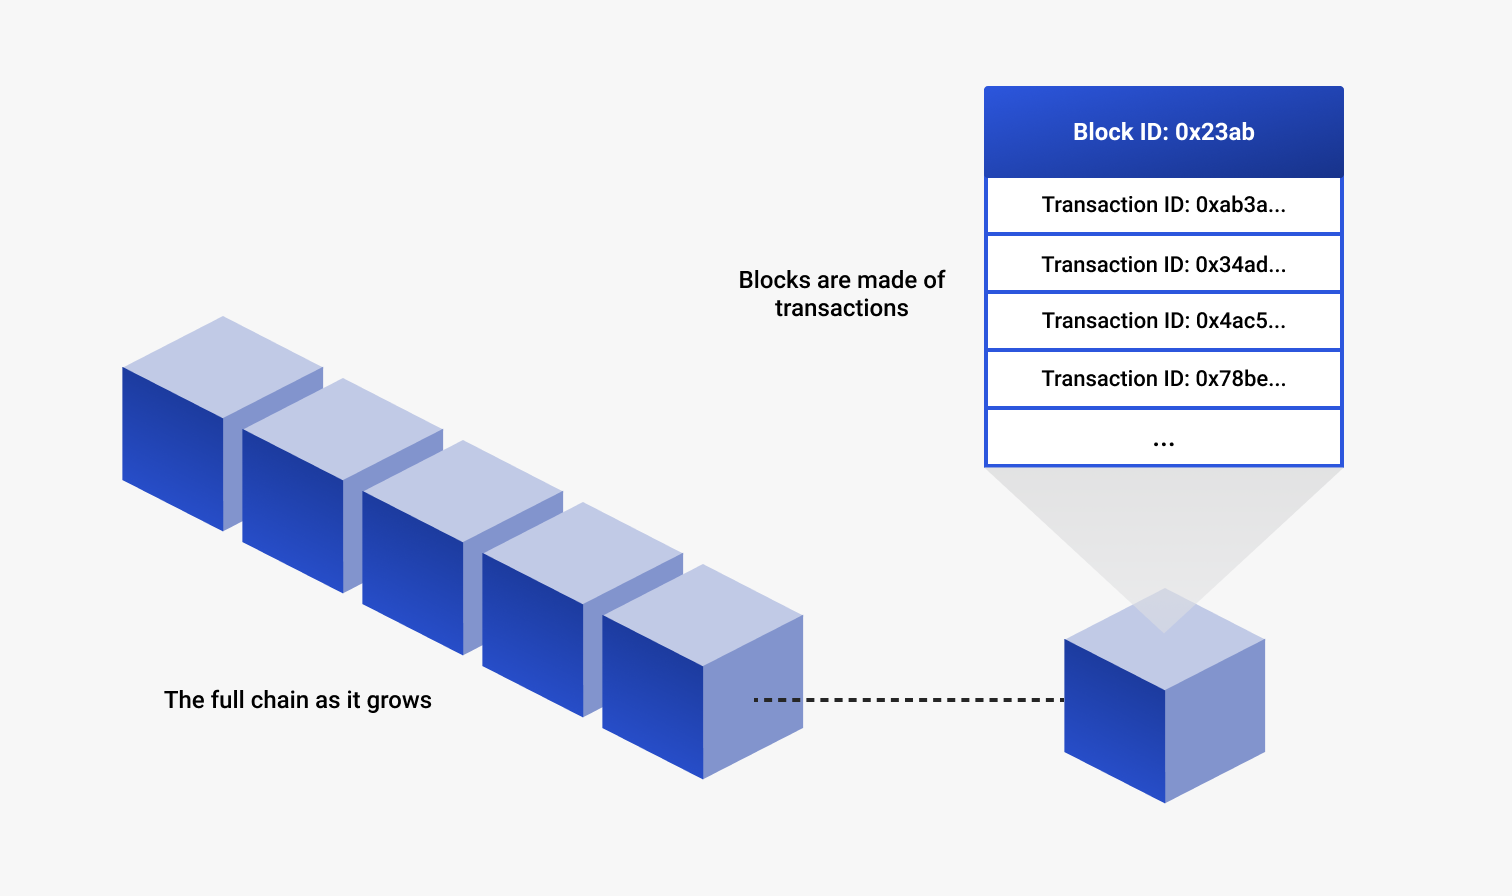 Block ID: 0x23ab
Transaction ID: 0xab3a...
Transaction ID: 0x34ad...
Transaction ID: 0x4ac5...
Transaction ID: 0x78be...
...
Blocks are made of
transactions
The full chain as it grows